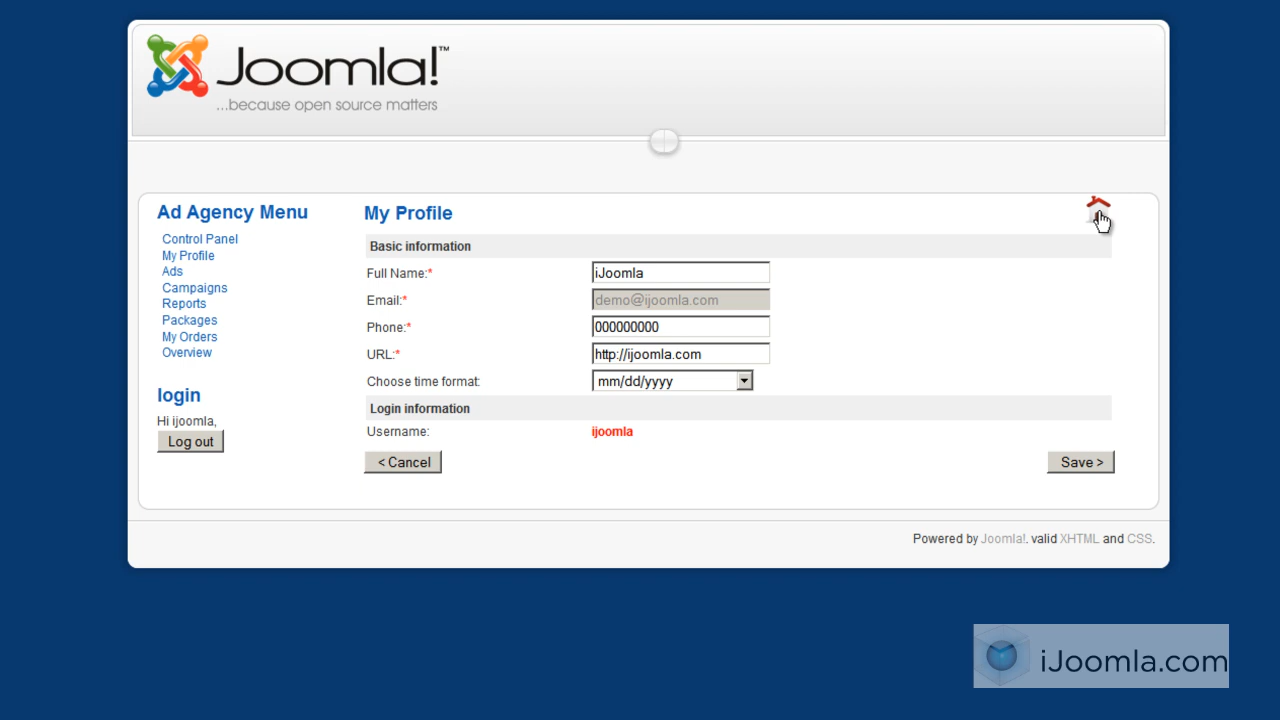 Joomla!™
...because open source matters
Ad Agency Menu
Control Panel
My Profile
Ads
Campaigns
Reports
Packages
My Orders
Overview
login
Hi ijoomla,
Log out
My Profile
Basic information
Full Name:* iJoomla
Email:* demo@ijoomla.com
Phone:* 000000000
URL:* http://ijoomla.com
Choose time format: mm/dd/yyyy
Login information
Username: ijoomla
< Cancel Save >
Powered by Joomla!. valid XHTML and CSS.
iJoomla.com